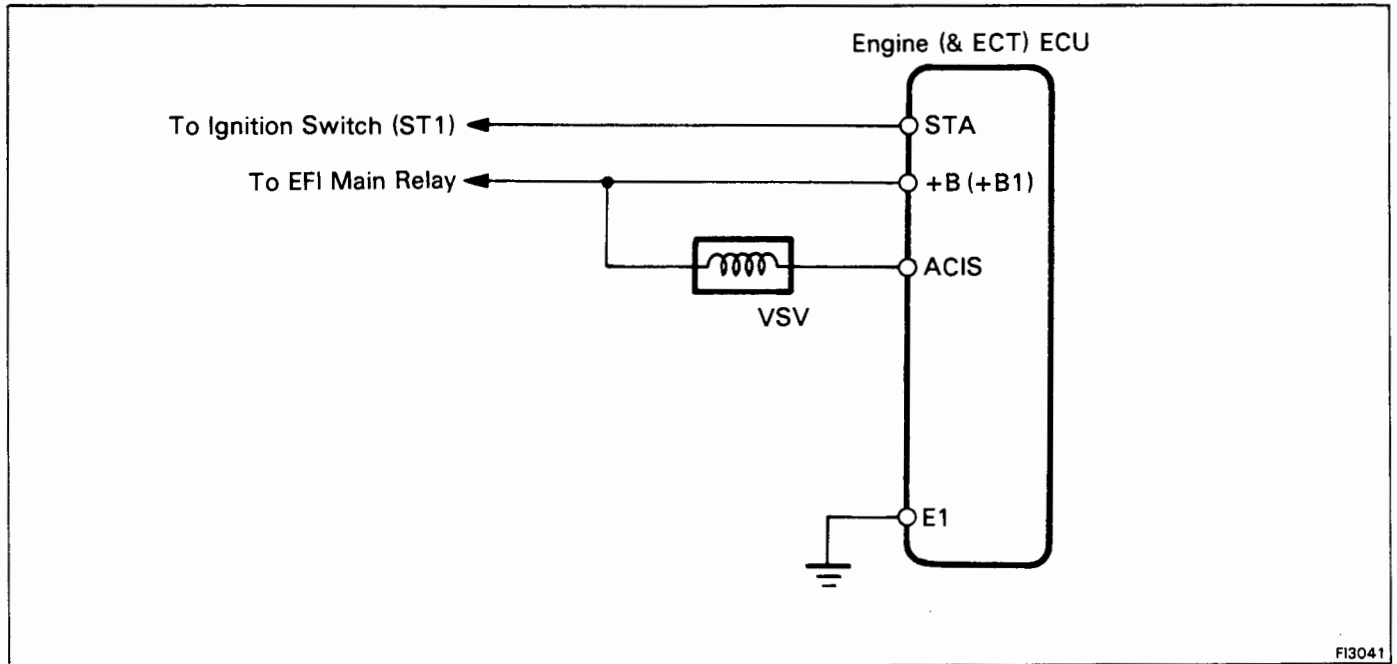 Engine (& ECT) ECU
To Ignition Switch (ST1)
STA
To EFI Main Relay
+B (+B1)
ACIS
VSV
E1
FI3041